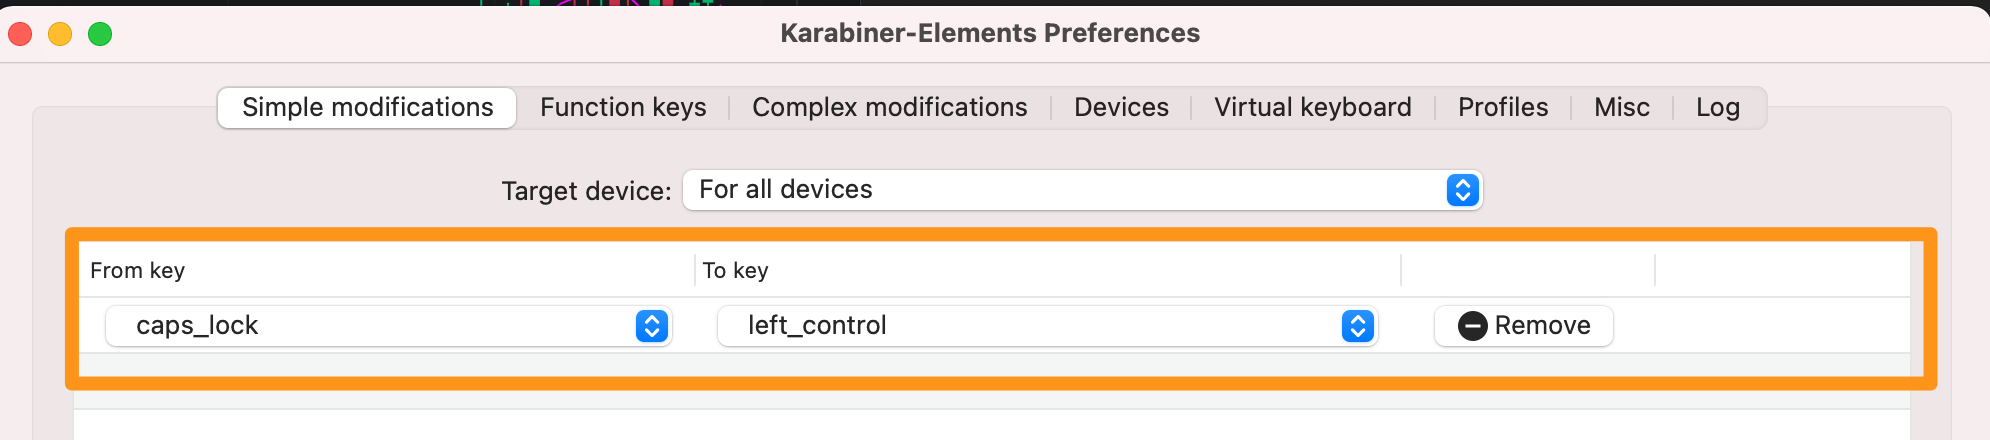 Karabiner-Elements Preferences
Simple modifications Function keys Complex modifications Devices Virtual keyboard Profiles Misc Log
Target device: For all devices
From key To key
caps_lock left_control Remove